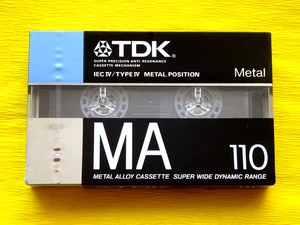 TDK
SUPER PRECISION ANTI-RESONANCE
CASSETTE MECHANISM
IEC IV/TYPE IV METAL POSITION
Metal
MA
110
METAL ALLOY CASSETTE SUPER WIDE DYNAMIC RANGE